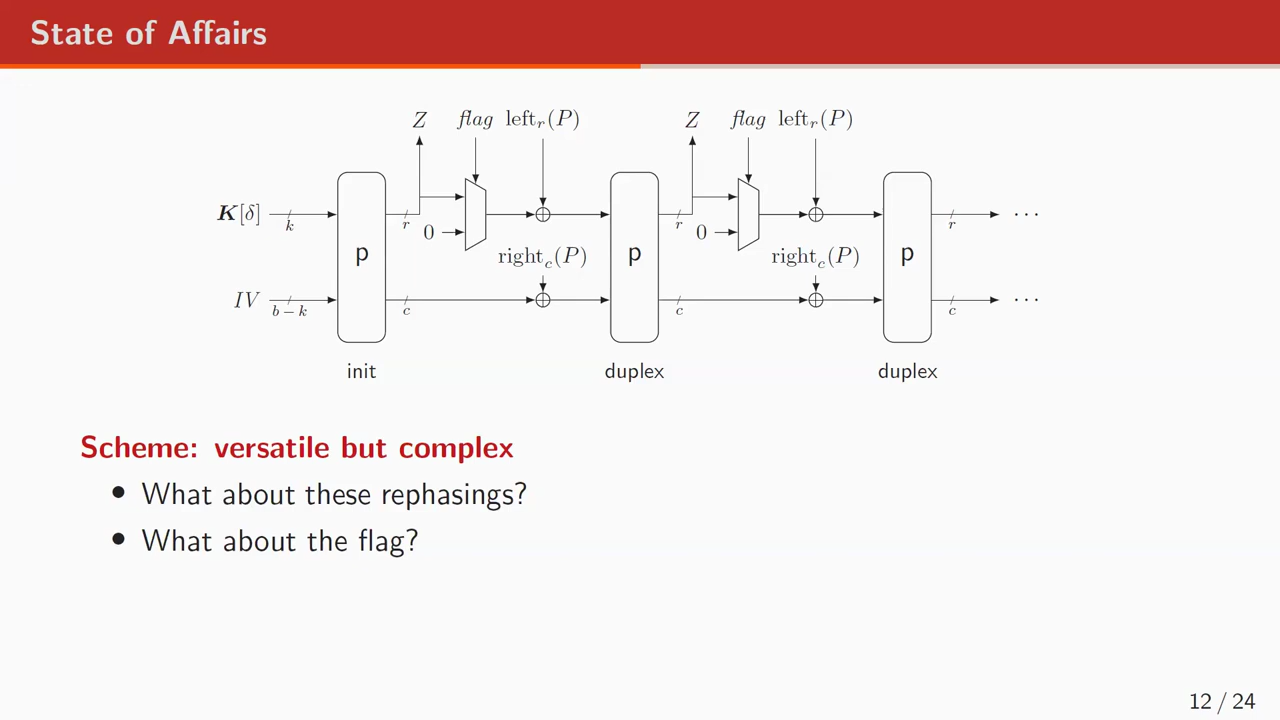 State of Affairs
Z flag left_r(P) Z flag left_r(P)
K[δ] k r r r ···
0 0
p right_c(P) p right_c(P) p
IV b − k c c c ···
init duplex duplex
Scheme: versatile but complex
• What about these rephasings?
• What about the flag?
12 / 24